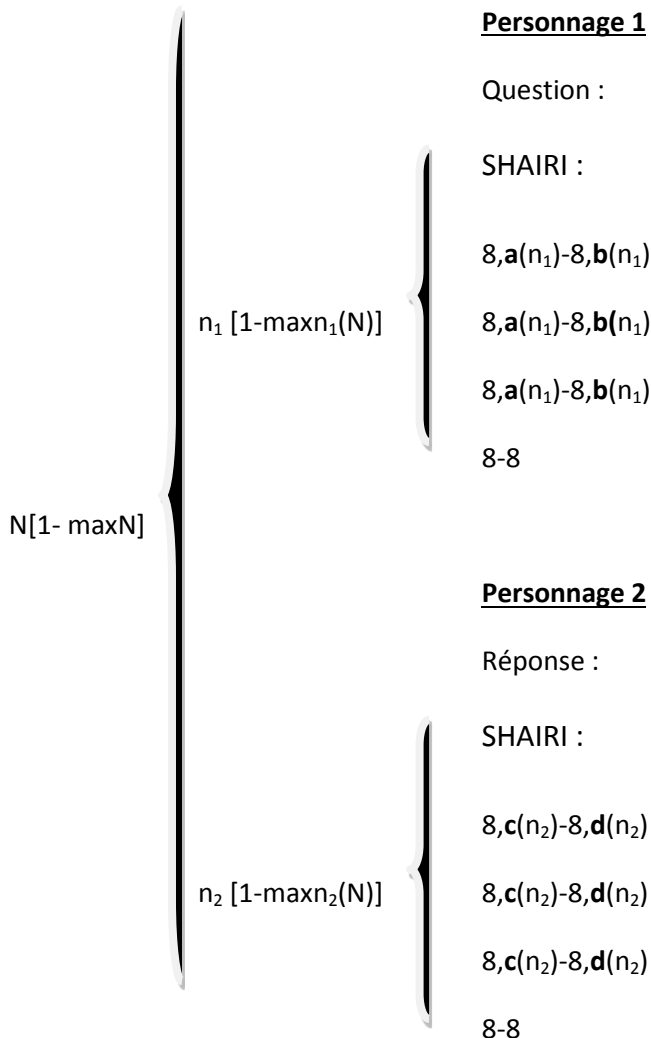 Personnage 1
Question :
SHAIRI :
8,a(n₁)-8,b(n₁)
n₁ [1-maxn₁(N)]
8,a(n₁)-8,b(n₁)
8,a(n₁)-8,b(n₁)
8-8
N[1- maxN]
Personnage 2
Réponse :
SHAIRI :
8,c(n₂)-8,d(n₂)
n₂ [1-maxn₂(N)]
8,c(n₂)-8,d(n₂)
8,c(n₂)-8,d(n₂)
8-8